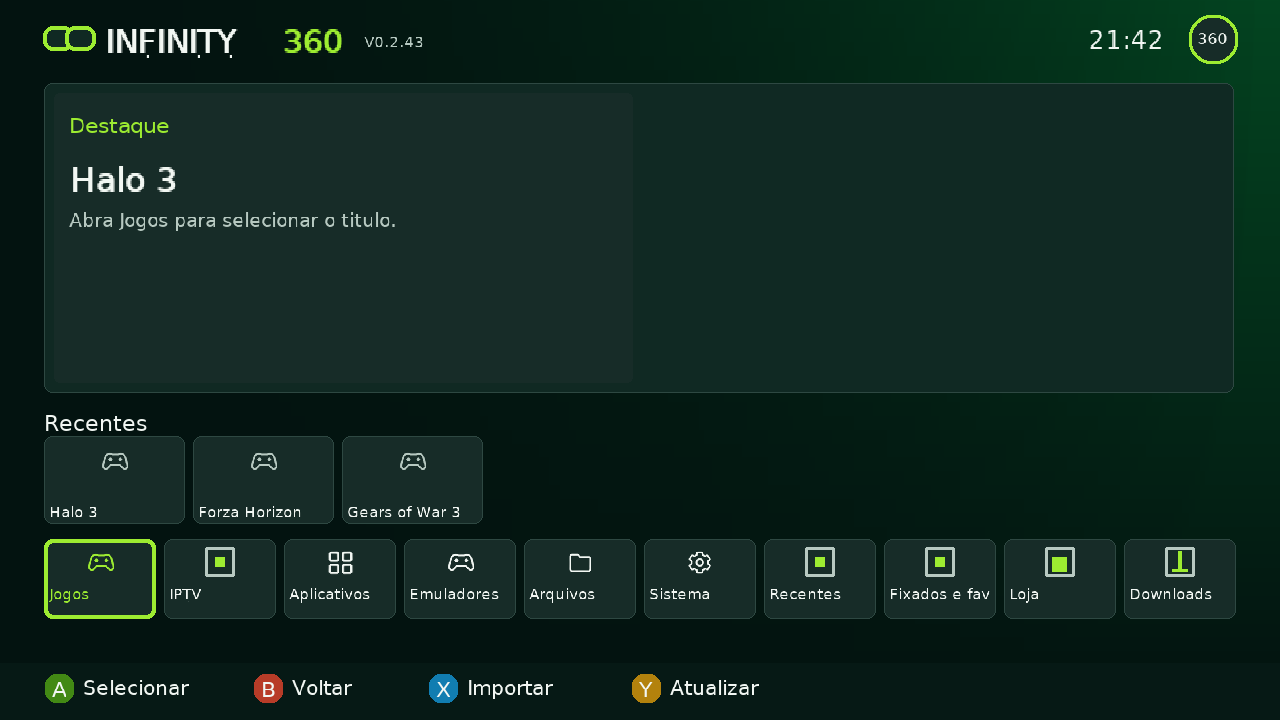 INFINITY 360 V0.2.43 21:42 360
Destaque
Halo 3
Abra Jogos para selecionar o titulo.
Recentes
Halo 3 Forza Horizon Gears of War 3
Jogos IPTV Aplicativos Emuladores Arquivos Sistema Recentes Fixados e fav Loja Downloads
A Selecionar B Voltar X Importar Y Atualizar